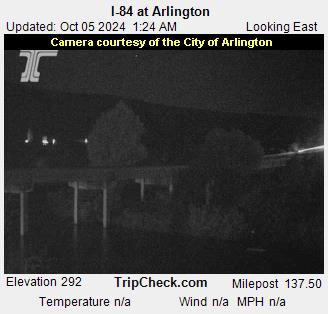 I-84 at Arlington
Updated: Oct 05 2024 1:24 AM Looking East
Camera courtesy of the City of Arlington
Elevation 292 TripCheck.com Milepost 137.50
Temperature n/a Wind n/a MPH n/a